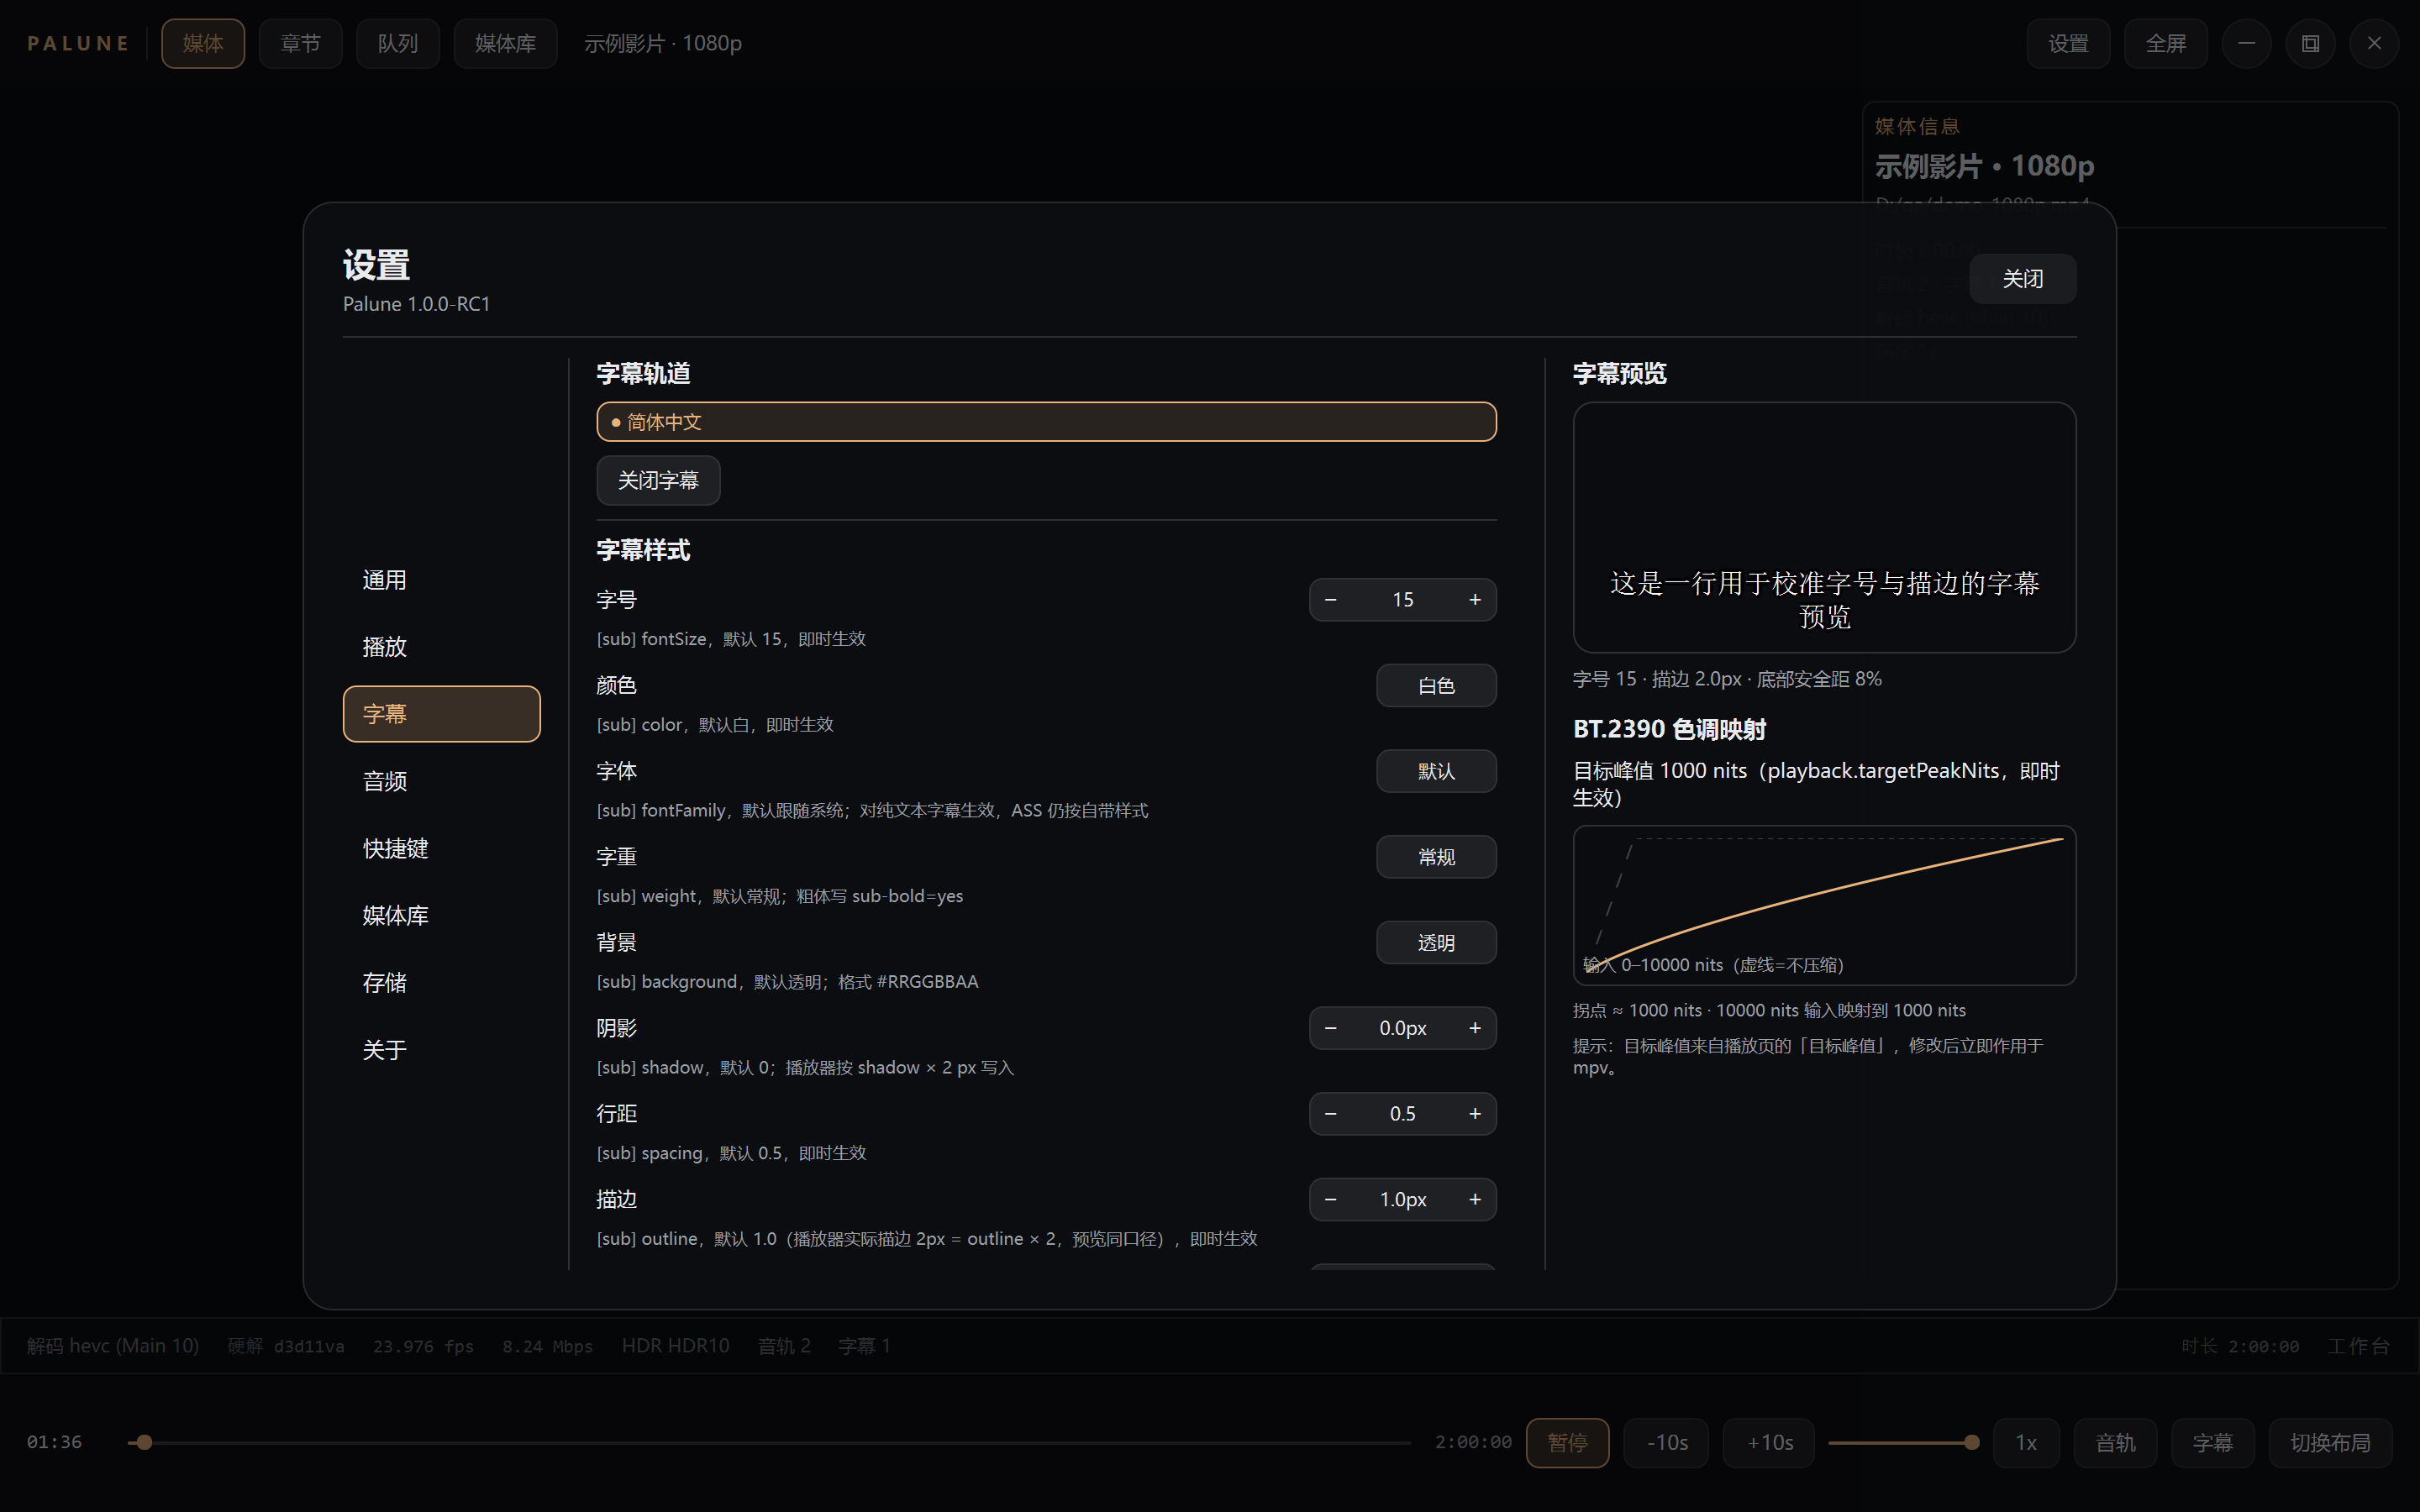 PALUNE
媒体
章节
队列
媒体库
示例影片 · 1080p
设置
全屏
媒体信息
示例影片 • 1080p
设置
Palune 1.0.0-RC1
关闭
通用
播放
字幕
音频
快捷键
媒体库
存储
关于
字幕轨道
简体中文
关闭字幕
字幕样式
字号
− 15 +
[sub] fontSize，默认 15，即时生效
颜色
白色
[sub] color，默认白，即时生效
字体
默认
[sub] fontFamily，默认跟随系统；对纯文本字幕生效，ASS 仍按自带样式
字重
常规
[sub] weight，默认常规；粗体写 sub-bold=yes
背景
透明
[sub] background，默认透明；格式 #RRGGBBAA
阴影
− 0.0px +
[sub] shadow，默认 0；播放器按 shadow × 2 px 写入
行距
− 0.5 +
[sub] spacing，默认 0.5，即时生效
描边
− 1.0px +
[sub] outline，默认 1.0（播放器实际描边 2px = outline × 2，预览同口径），即时生效
字幕预览
这是一行用于校准字号与描边的字幕
预览
字号 15 · 描边 2.0px · 底部安全距 8%
BT.2390 色调映射
目标峰值 1000 nits（playback.targetPeakNits，即时
生效）
输入 0–10000 nits（虚线=不压缩）
拐点 ≈ 1000 nits · 10000 nits 输入映射到 1000 nits
提示：目标峰值来自播放页的「目标峰值」，修改后立即作用于
mpv。
解码 hevc (Main 10)
硬解 d3d11va
23.976 fps
8.24 Mbps
HDR HDR10
音轨 2
字幕 1
时长 2:00:00
工作台
01:36
2:00:00
暂停
-10s
+10s
1x
音轨
字幕
切换布局